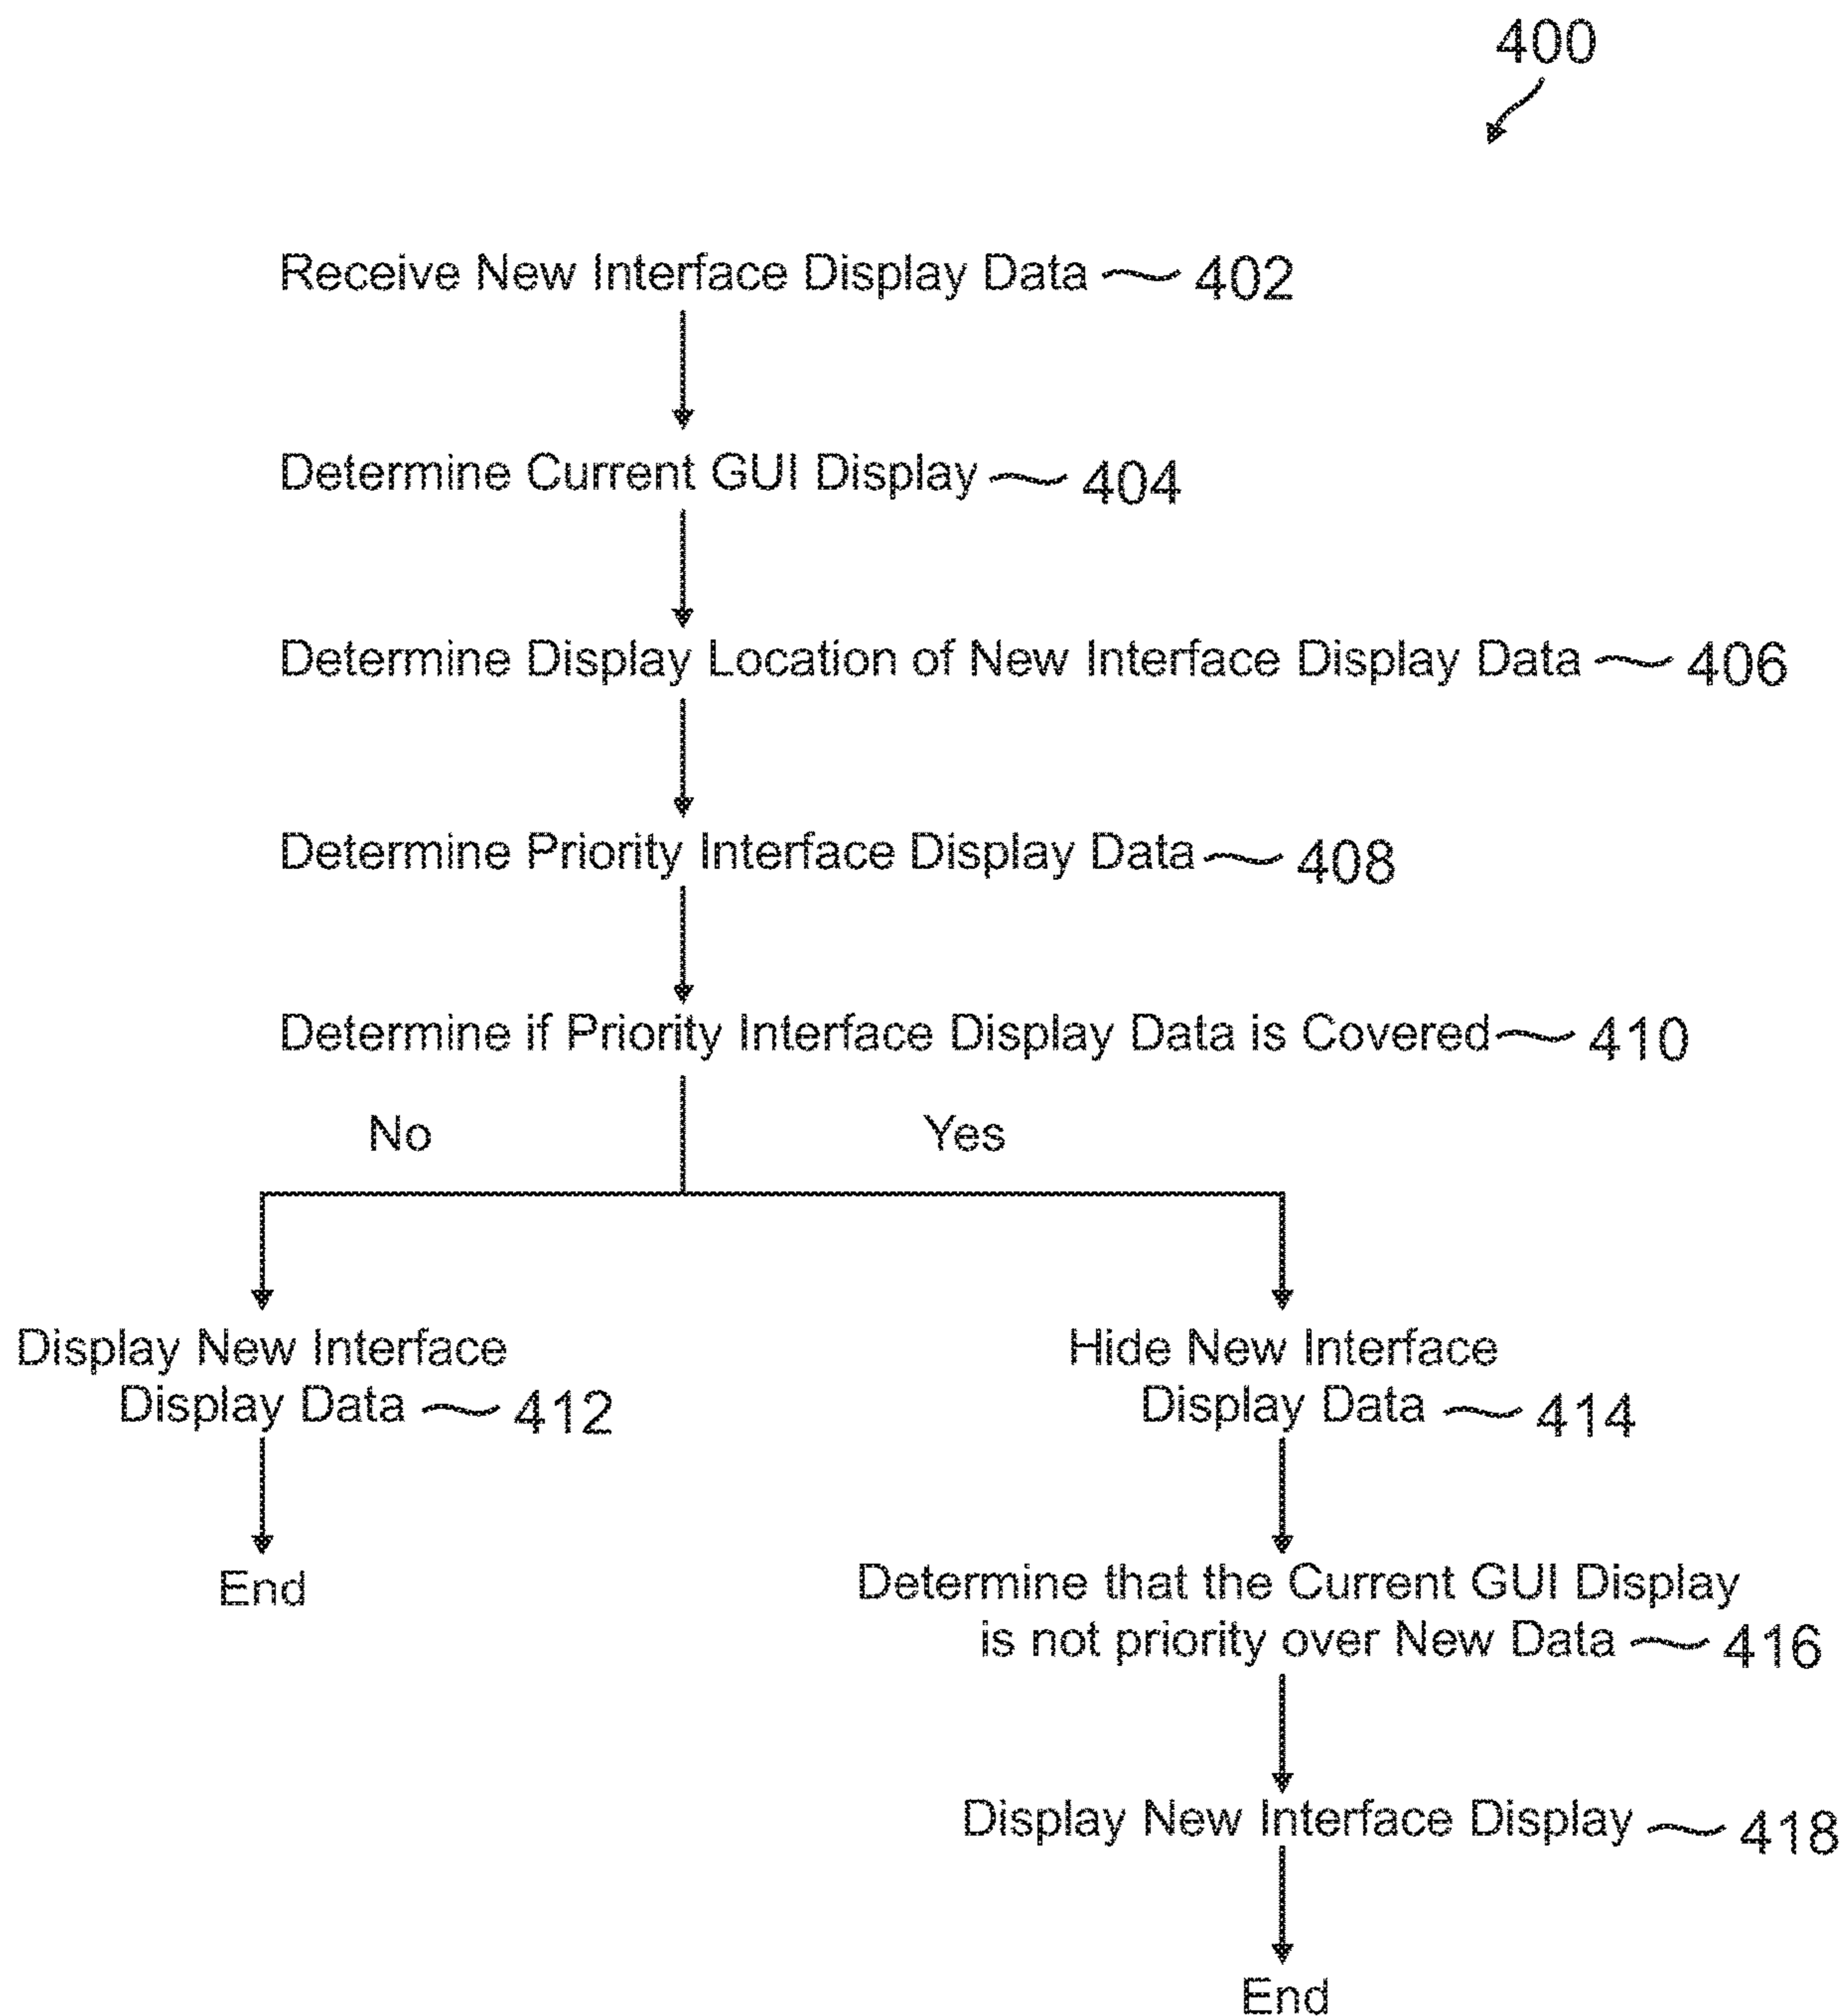 400
Receive New Interface Display Data 402
Determine Current GUI Display 404
Determine Display Location of New Interface Display Data 406
Determine Priority Interface Display Data 408
Determine if Priority Interface Display Data is Covered 410
No
Yes
Display New Interface
Display Data 412
End
Hide New Interface
Display Data 414
Determine that the Current GUI Display
is not priority over New Data 416
Display New Interface Display 418
End